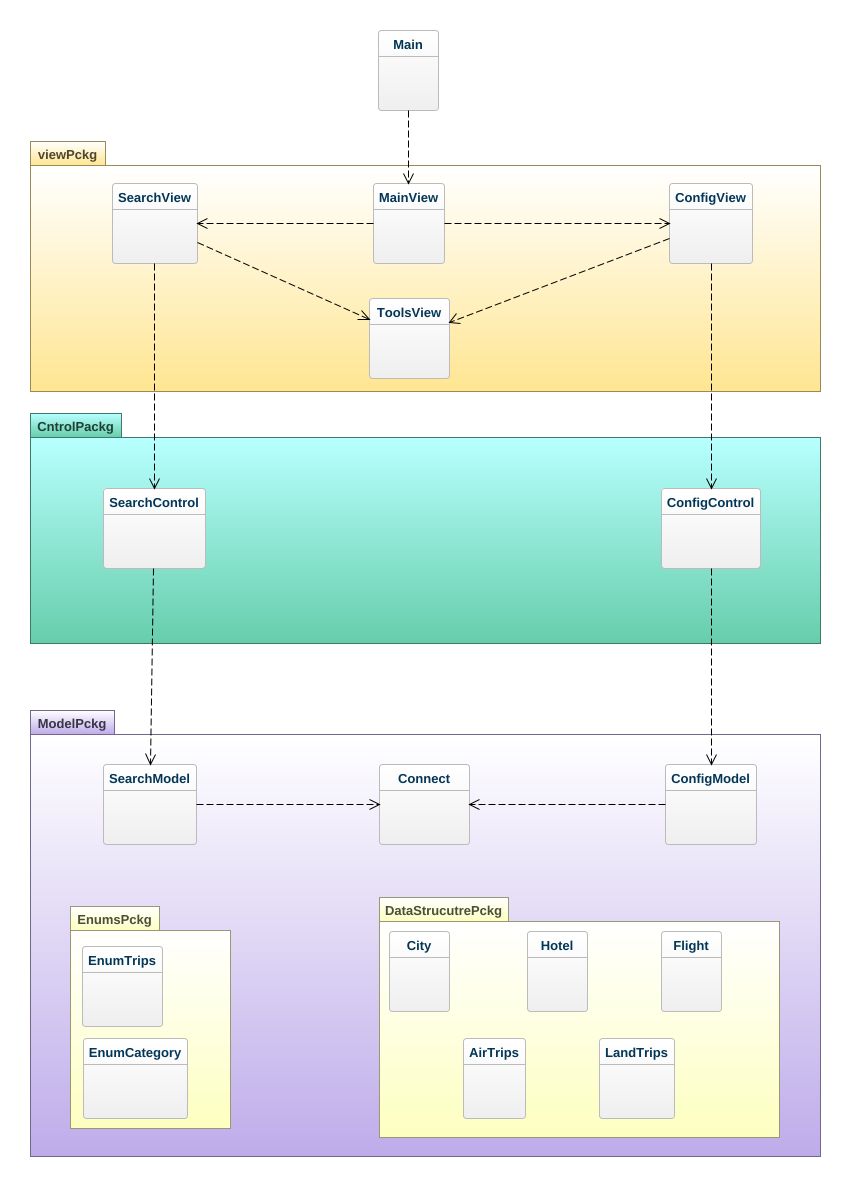 Main
viewPckg
SearchView
MainView
ConfigView
ToolsView
CntrolPackg
SearchControl
ConfigControl
ModelPckg
SearchModel
Connect
ConfigModel
EnumsPckg
EnumTrips
EnumCategory
DataStrucutrePckg
City
Hotel
Flight
AirTrips
LandTrips